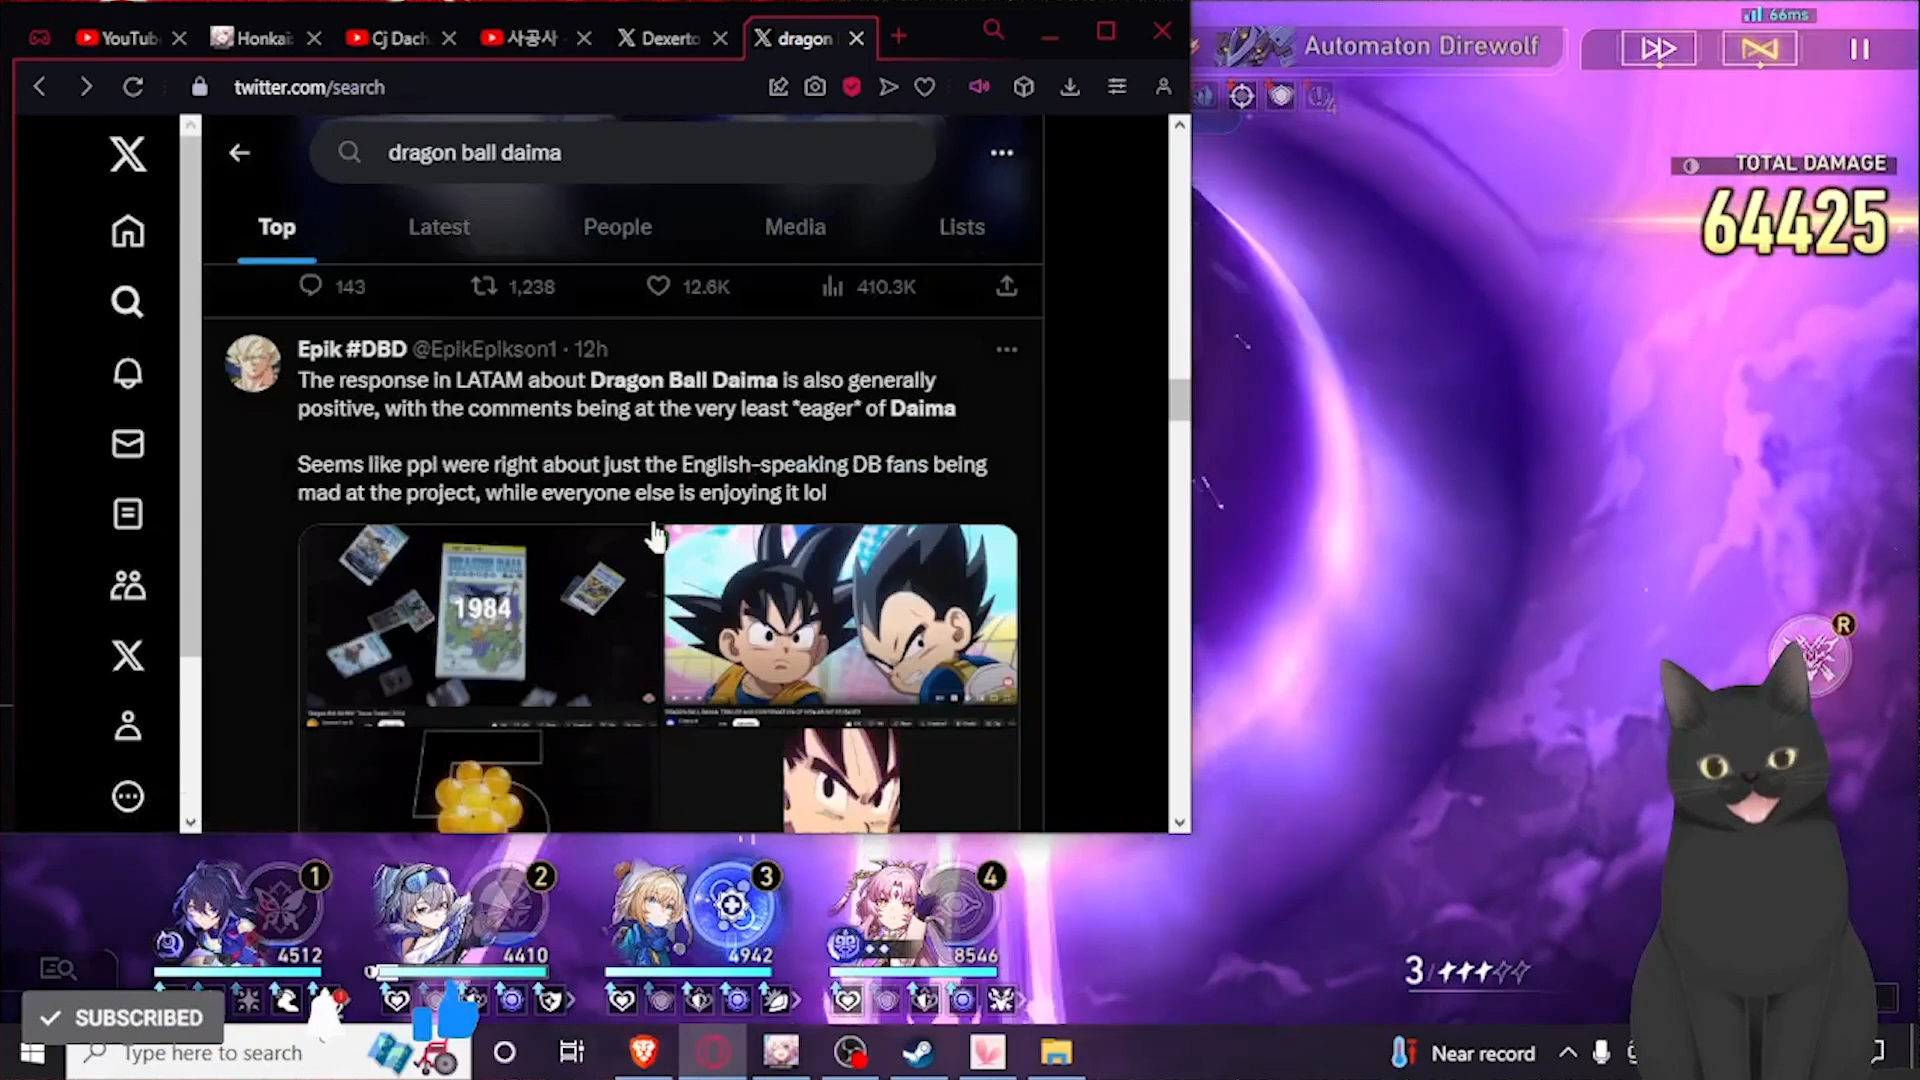 YouTub
Honkai:
Cj Dach
사공사
Dexerto
dragon
twitter.com/search
dragon ball daima
Top
Latest
People
Media
Lists
143
1,238
12.6K
410.3K
Epik #DBD @EpikEpikson1 · 12h
The response in LATAM about Dragon Ball Daima is also generally
positive, with the comments being at the very least *eager* of Daima
Seems like ppl were right about just the English-speaking DB fans being
mad at the project, while everyone else is enjoying it lol
1984
66ms
Automaton Direwolf
4
TOTAL DAMAGE
64425
R
1
2
3
4
4512
4410
4942
8546
3
SUBSCRIBED
Type here to search
Near record